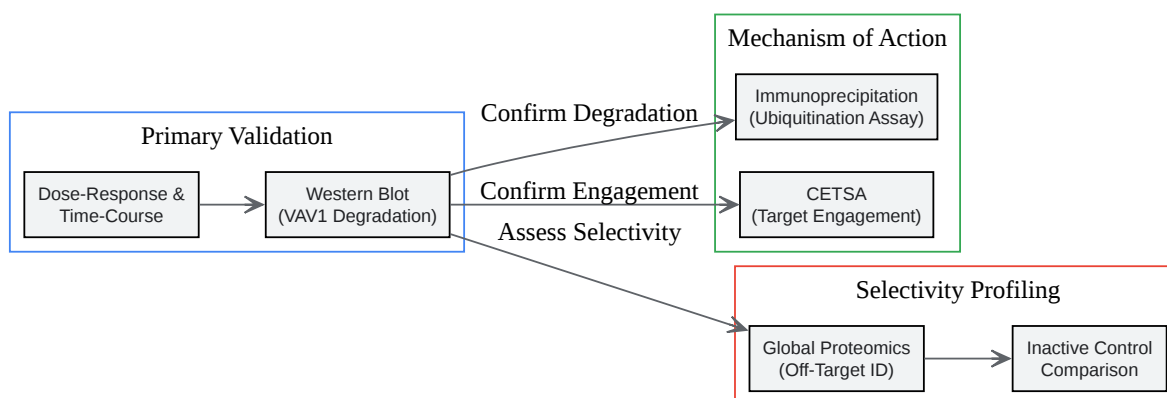 Mechanism of Action
Immunoprecipitation
(Ubiquitination Assay)
Confirm Degradation
Primary Validation
Dose-Response &
Time-Course
Western Blot
(VAV1 Degradation)
Confirm Engagement
CETSA
(Target Engagement)
Assess Selectivity
Selectivity Profiling
Global Proteomics
(Off-Target ID)
Inactive Control
Comparison